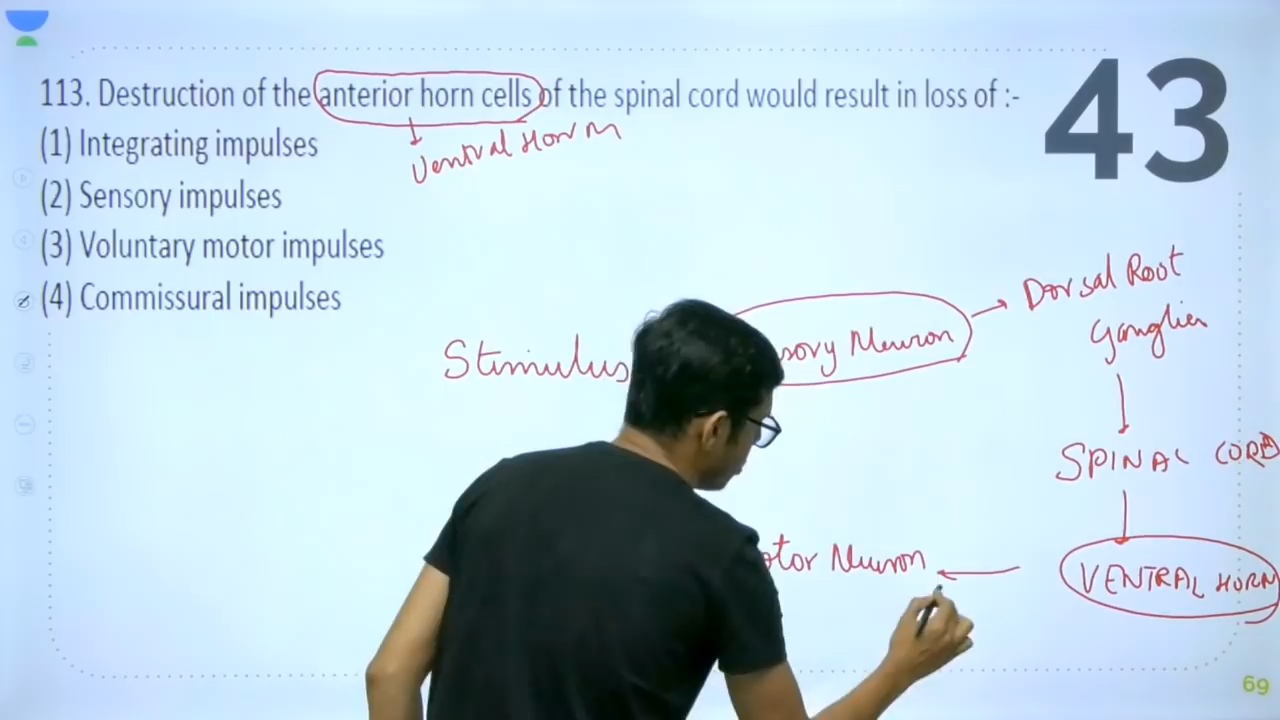 113. Destruction of the anterior horn cells of the spinal cord would result in loss of :-
43
(1) Integrating impulses
Ventral Horn
(2) Sensory impulses
(3) Voluntary motor impulses
(4) Commissural impulses
Dorsal Root
Ganglia
Stimulus
sory Neuron
SPINAL CORD
otor Neuron
VENTRAL HORN
69